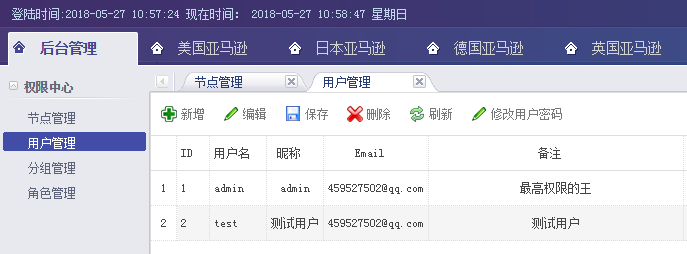 登陆时间:2018-05-27 10:57:24 现在时间： 2018-05-27 10:58:47 星期日
后台管理 美国亚马逊 日本亚马逊 德国亚马逊 英国亚马逊
权限中心
节点管理
用户管理
分组管理
角色管理
节点管理 用户管理
新增 编辑 保存 删除 刷新 修改用户密码
ID 用户名 昵称 Email 备注
1 1 admin admin 459527502@qq.com 最高权限的王
2 2 test 测试用户 459527502@qq.com 测试用户